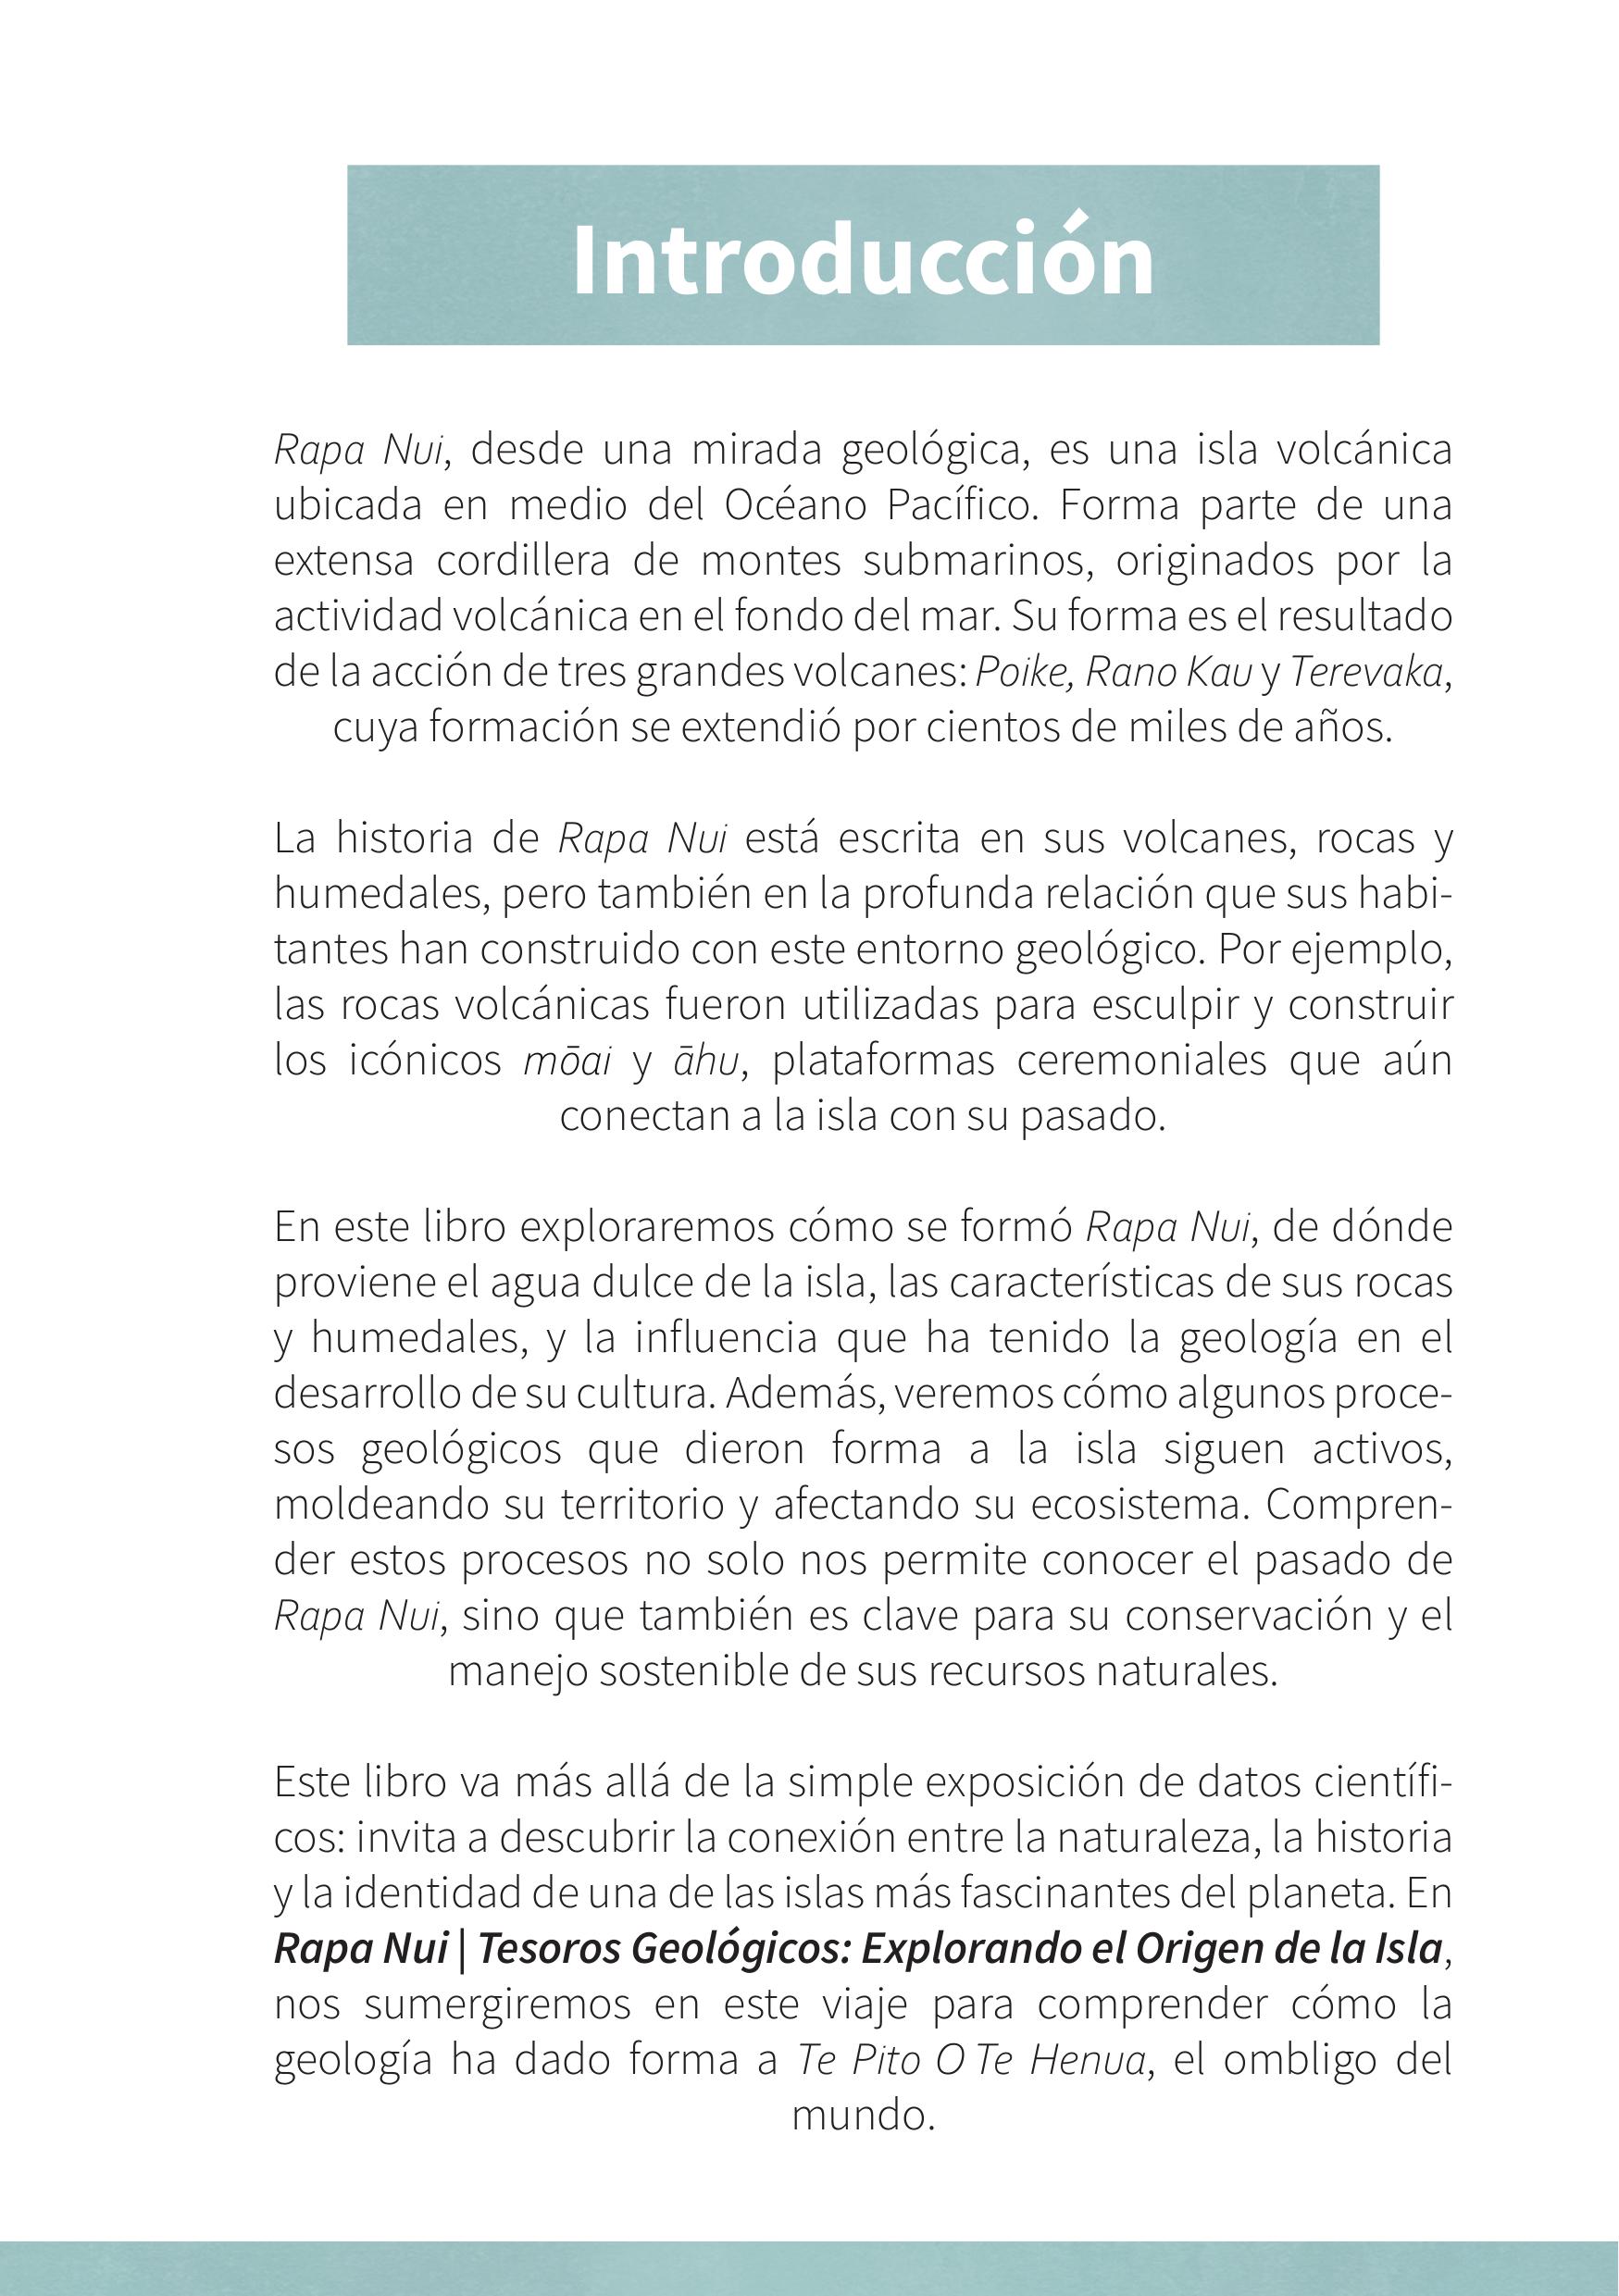 Introducción
Rapa Nui, desde una mirada geológica, es una isla volcánica
ubicada en medio del Océano Pacífico. Forma parte de una
extensa cordillera de montes submarinos, originados por la
actividad volcánica en el fondo del mar. Su forma es el resultado
de la acción de tres grandes volcanes: Poike, Rano Kau y Terevaka,
cuya formación se extendió por cientos de miles de años.
La historia de Rapa Nui está escrita en sus volcanes, rocas y
humedales, pero también en la profunda relación que sus habi-
tantes han construido con este entorno geológico. Por ejemplo,
las rocas volcánicas fueron utilizadas para esculpir y construir
los icónicos mōai y āhu, plataformas ceremoniales que aún
conectan a la isla con su pasado.
En este libro exploraremos cómo se formó Rapa Nui, de dónde
proviene el agua dulce de la isla, las características de sus rocas
y humedales, y la influencia que ha tenido la geología en el
desarrollo de su cultura. Además, veremos cómo algunos proce-
sos geológicos que dieron forma a la isla siguen activos,
moldeando su territorio y afectando su ecosistema. Compren-
der estos procesos no solo nos permite conocer el pasado de
Rapa Nui, sino que también es clave para su conservación y el
manejo sostenible de sus recursos naturales.
Este libro va más allá de la simple exposición de datos científi-
cos: invita a descubrir la conexión entre la naturaleza, la historia
y la identidad de una de las islas más fascinantes del planeta. En
Rapa Nui | Tesoros Geológicos: Explorando el Origen de la Isla,
nos sumergiremos en este viaje para comprender cómo la
geología ha dado forma a Te Pito O Te Henua, el ombligo del
mundo.